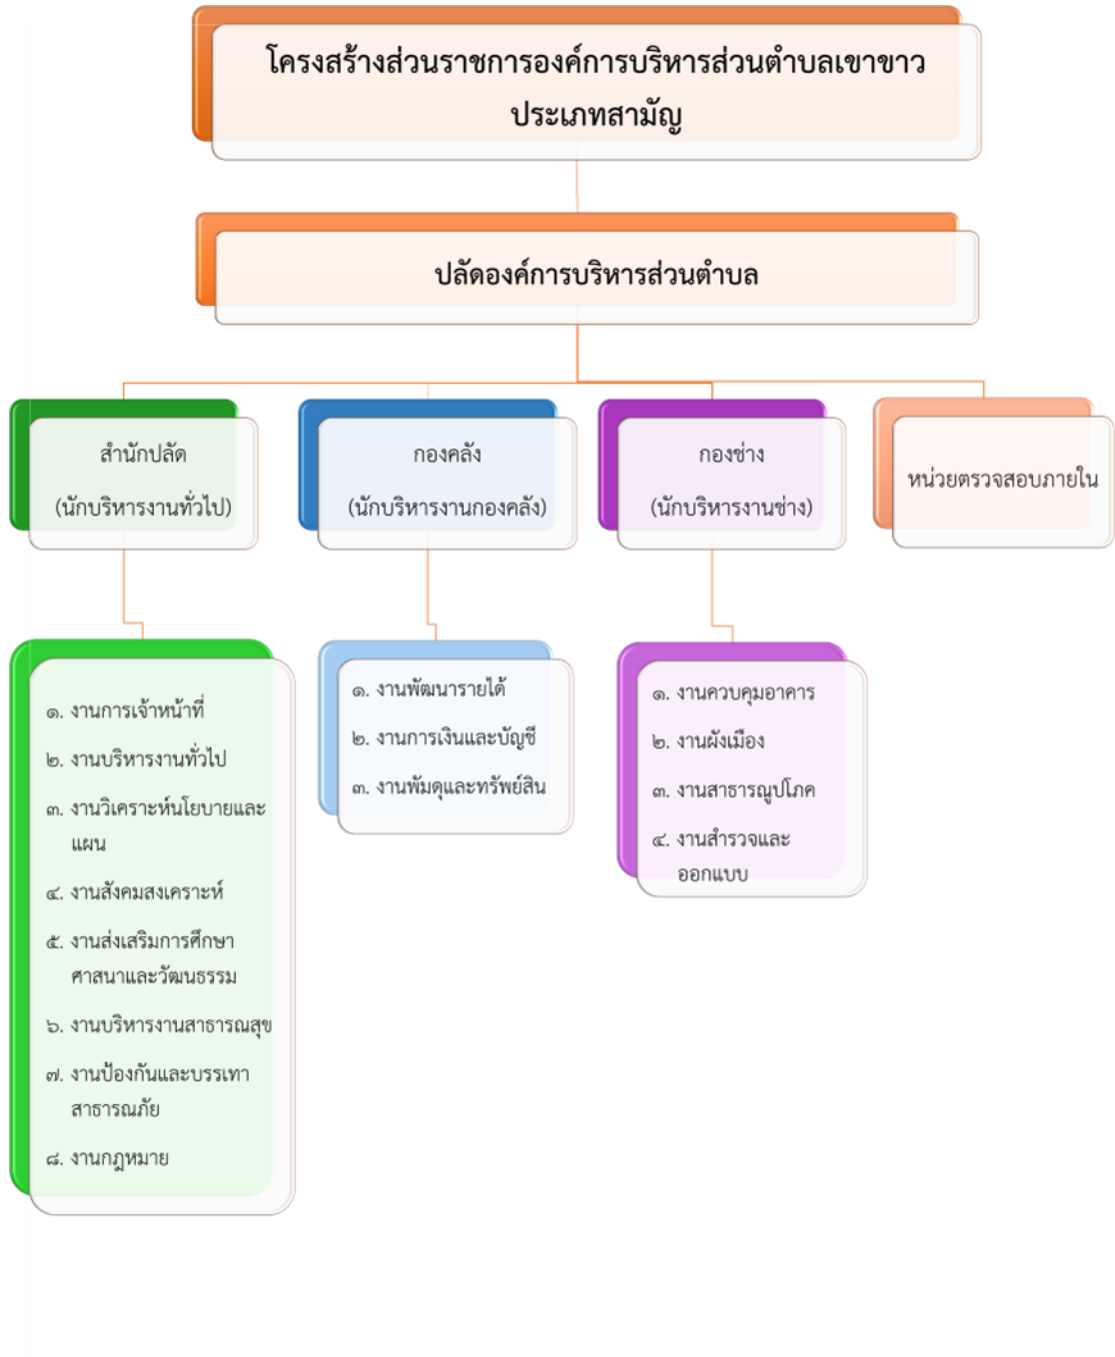 โครงสร้างส่วนราชการองค์การบริหารส่วนตำบลเขาขาว
ประเภทสามัญ
ปลัดองค์การบริหารส่วนตำบล
สำนักปลัด
(นักบริหารงานทั่วไป)
กองคลัง
(นักบริหารงานกองคลัง)
กองช่าง
(นักบริหารงานช่าง)
หน่วยตรวจสอบภายใน
๑. งานการเจ้าหน้าที่
๒. งานบริหารงานทั่วไป
๓. งานวิเคราะห์นโยบายและ
แผน
๔. งานสังคมสงเคราะห์
๕. งานส่งเสริมการศึกษา
ศาสนาและวัฒนธรรม
๖. งานบริหารงานสาธารณสุข
๗. งานป้องกันและบรรเทา
สาธารณภัย
๘. งานกฎหมาย
๑. งานพัฒนารายได้
๒. งานการเงินและบัญชี
๓. งานพัมดุและทรัพย์สิน
๑. งานควบคุมอาคาร
๒. งานผังเมือง
๓. งานสาธารณูปโภค
๔. งานสำรวจและ
ออกแบบ